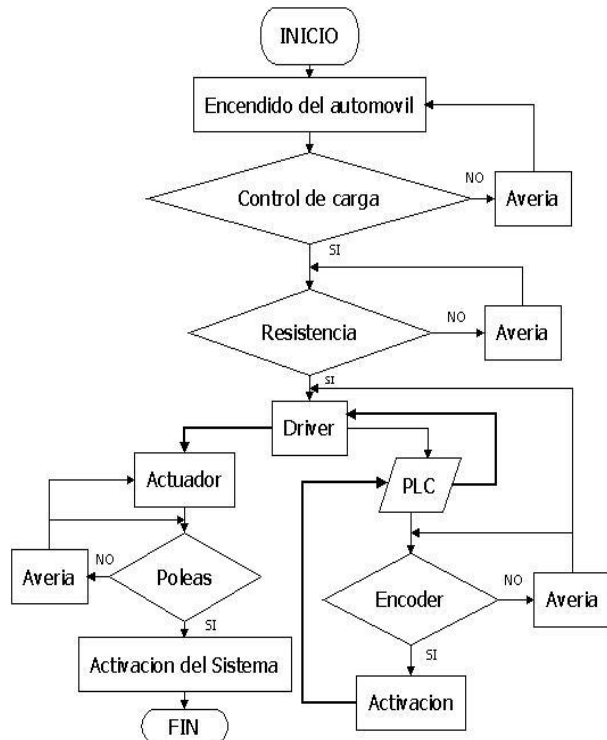 INICIO
Encendido del automovil
Control de carga
NO
Averia
SI
Resistencia
NO
Averia
SI
Driver
Actuador
PLC
Averia
NO
Poleas
SI
Encoder
NO
Averia
SI
Activacion del Sistema
Activacion
FIN